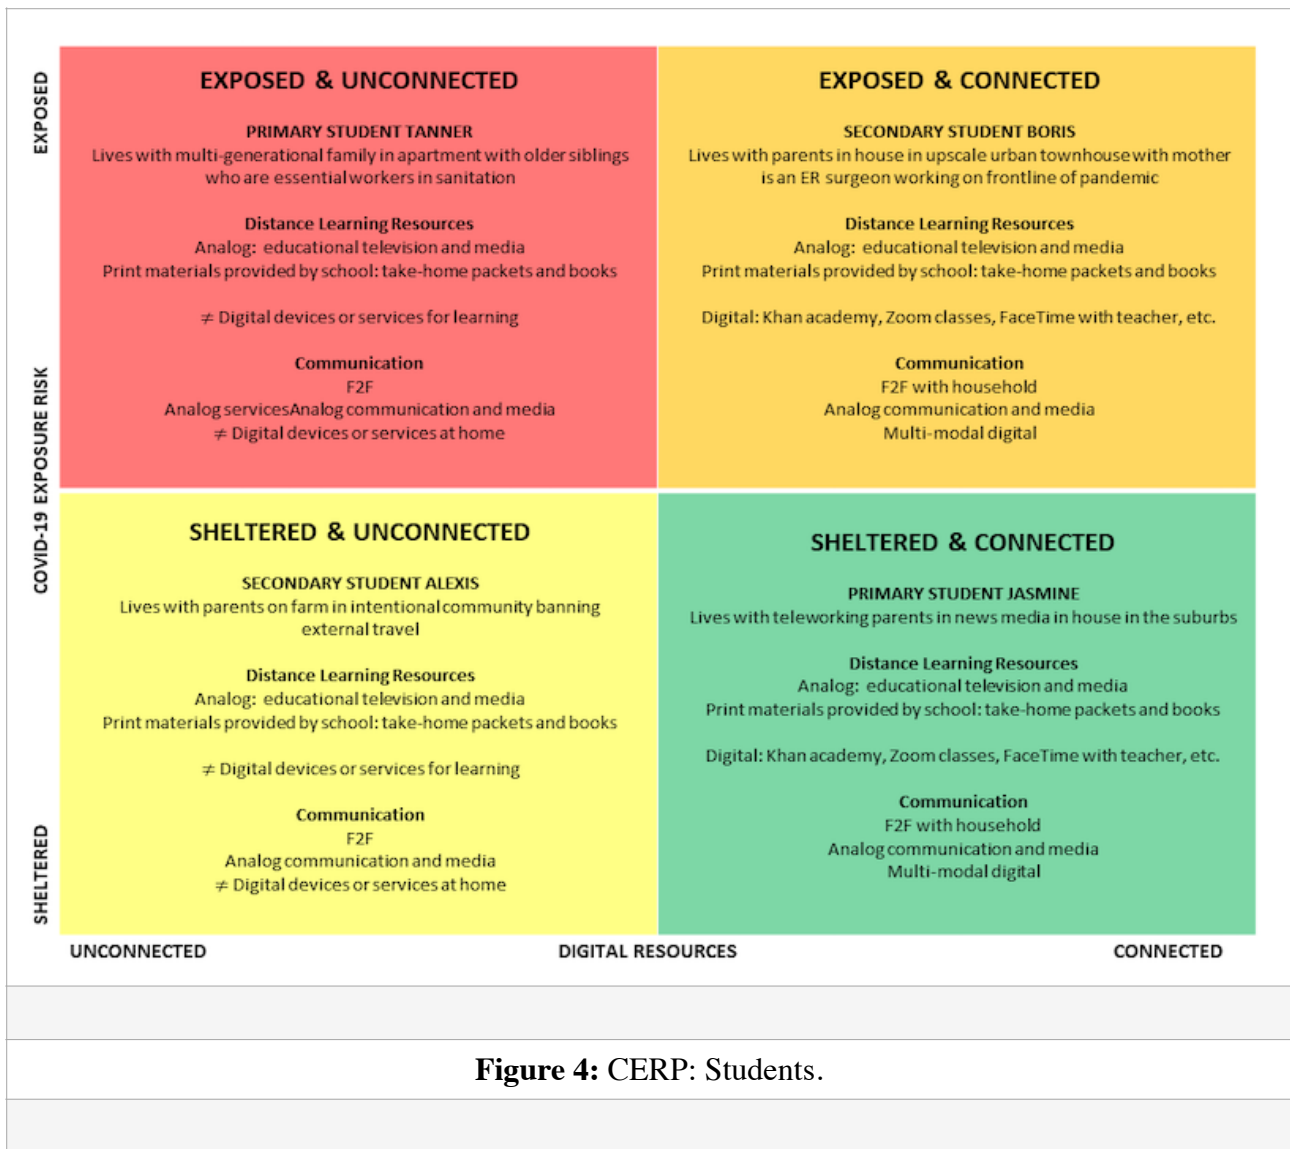 EXPOSED
COVID-19 EXPOSURE RISK
SHELTERED
EXPOSED & UNCONNECTED
PRIMARY STUDENT TANNER
Lives with multi-generational family in apartment with older siblings
who are essential workers in sanitation
Distance Learning Resources
Analog: educational television and media
Print materials provided by school: take-home packets and books
≠ Digital devices or services for learning
Communication
F2F
Analog servicesAnalog communication and media
≠ Digital devices or services at home
EXPOSED & CONNECTED
SECONDARY STUDENT BORIS
Lives with parents in house in upscale urban townhouse with mother
is an ER surgeon working on frontline of pandemic
Distance Learning Resources
Analog: educational television and media
Print materials provided by school: take-home packets and books
Digital: Khan academy, Zoom classes, FaceTime with teacher, etc.
Communication
F2F with household
Analog communication and media
Multi-modal digital
SHELTERED & UNCONNECTED
SECONDARY STUDENT ALEXIS
Lives with parents on farm in intentional community banning
external travel
Distance Learning Resources
Analog: educational television and media
Print materials provided by school: take-home packets and books
≠ Digital devices or services for learning
Communication
F2F
Analog communication and media
≠ Digital devices or services at home
SHELTERED & CONNECTED
PRIMARY STUDENT JASMINE
Lives with teleworking parents in news media in house in the suburbs
Distance Learning Resources
Analog: educational television and media
Print materials provided by school: take-home packets and books
Digital: Khan academy, Zoom classes, FaceTime with teacher, etc.
Communication
F2F with household
Analog communication and media
Multi-modal digital
UNCONNECTED
DIGITAL RESOURCES
CONNECTED
Figure 4: CERP: Students.